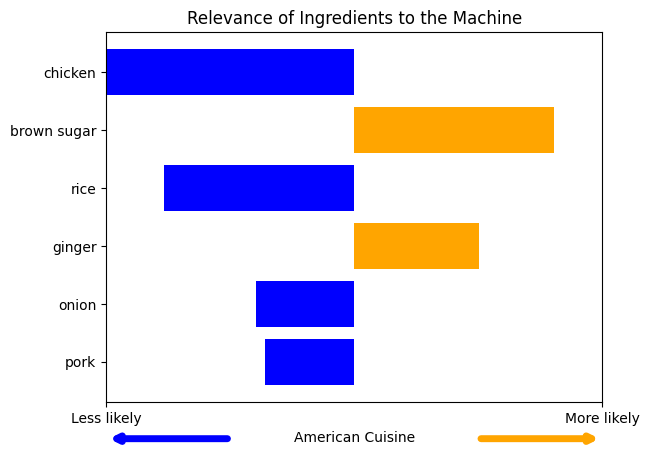 Relevance of Ingredients to the Machine
chicken
brown sugar
rice
ginger
onion
pork
Less likely
More likely
American Cuisine